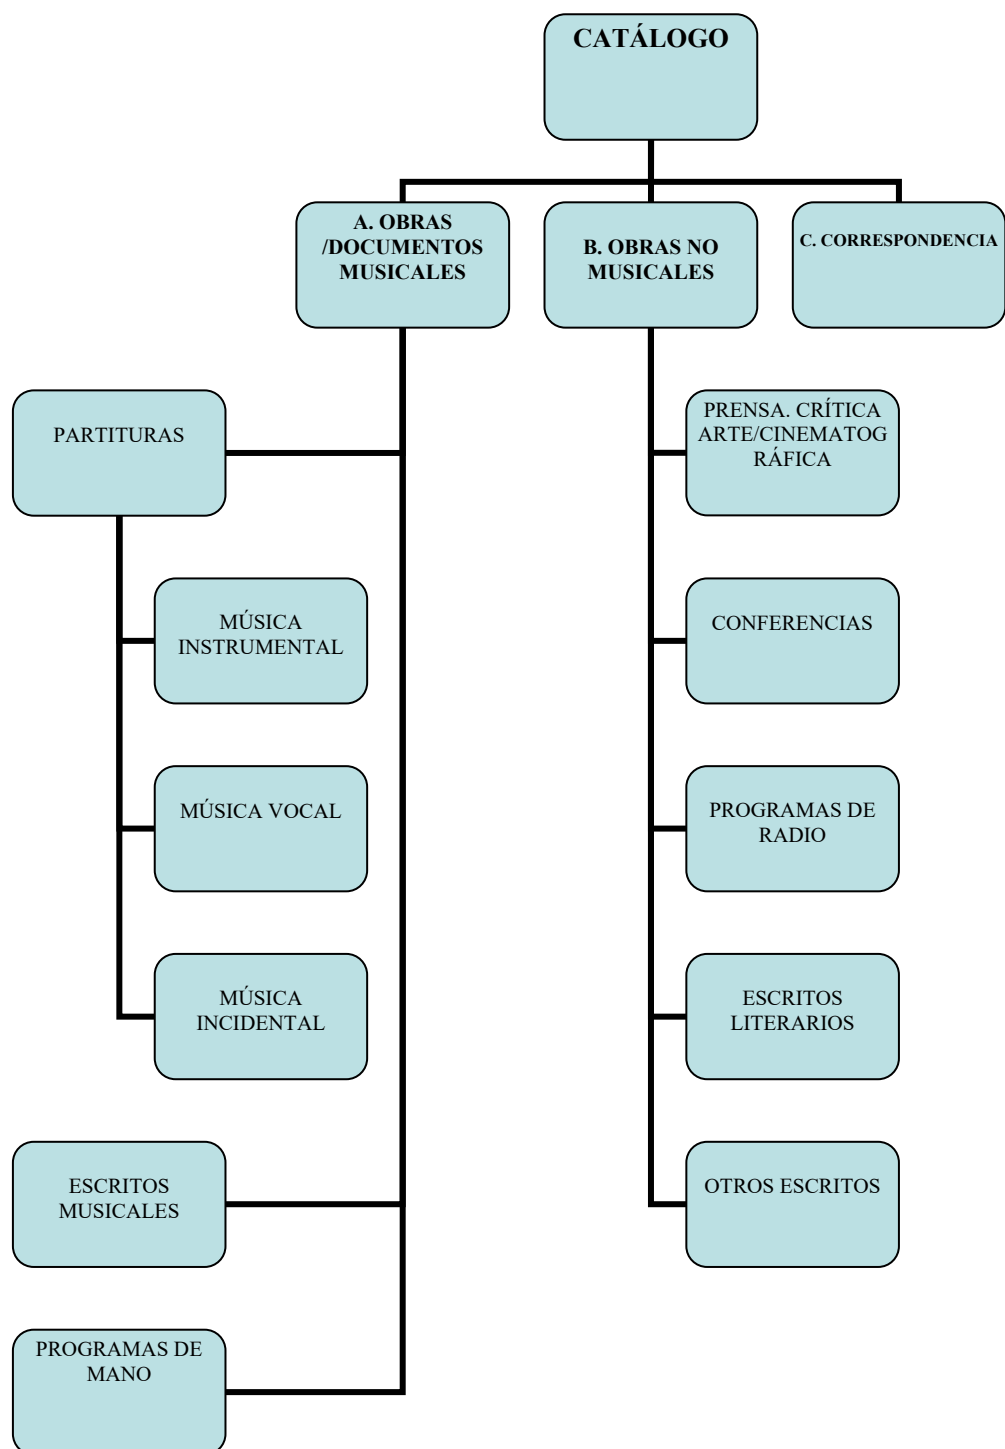 CATÁLOGO
A. OBRAS
/DOCUMENTOS
MUSICALES
B. OBRAS NO
MUSICALES
C. CORRESPONDENCIA
PARTITURAS
MÚSICA
INSTRUMENTAL
MÚSICA VOCAL
MÚSICA
INCIDENTAL
ESCRITOS
MUSICALES
PROGRAMAS DE
MANO
PRENSA. CRÍTICA
ARTE/CINEMATOG
RÁFICA
CONFERENCIAS
PROGRAMAS DE
RADIO
ESCRITOS
LITERARIOS
OTROS ESCRITOS